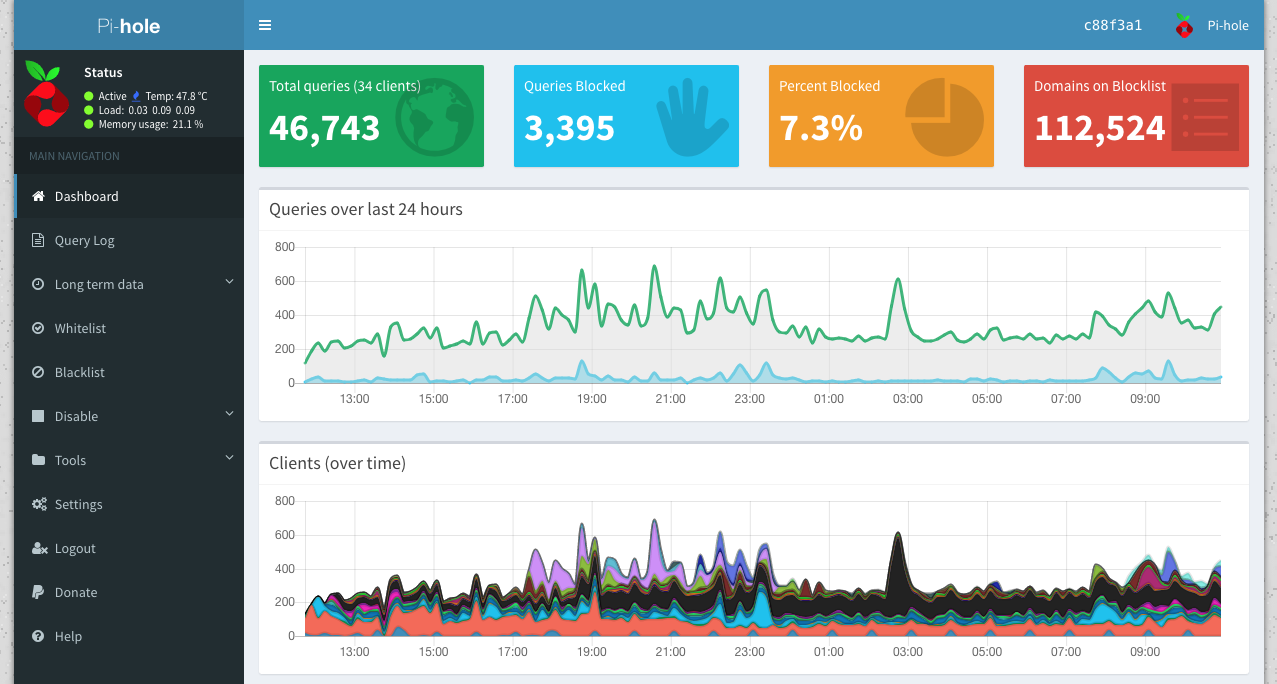 Pi-hole
c88f3a1
Pi-hole
Status
Active Temp: 47.8 °C
Load: 0.03 0.09 0.09
Memory usage: 21.1 %
MAIN NAVIGATION
Dashboard
Query Log
Long term data
Whitelist
Blacklist
Disable
Tools
Settings
Logout
Donate
Help
Total queries (34 clients)
46,743
Queries Blocked
3,395
Percent Blocked
7.3%
Domains on Blocklist
112,524
Queries over last 24 hours
800
600
400
200
0
13:00 15:00 17:00 19:00 21:00 23:00 01:00 03:00 05:00 07:00 09:00
Clients (over time)
800
600
400
200
0
13:00 15:00 17:00 19:00 21:00 23:00 01:00 03:00 05:00 07:00 09:00